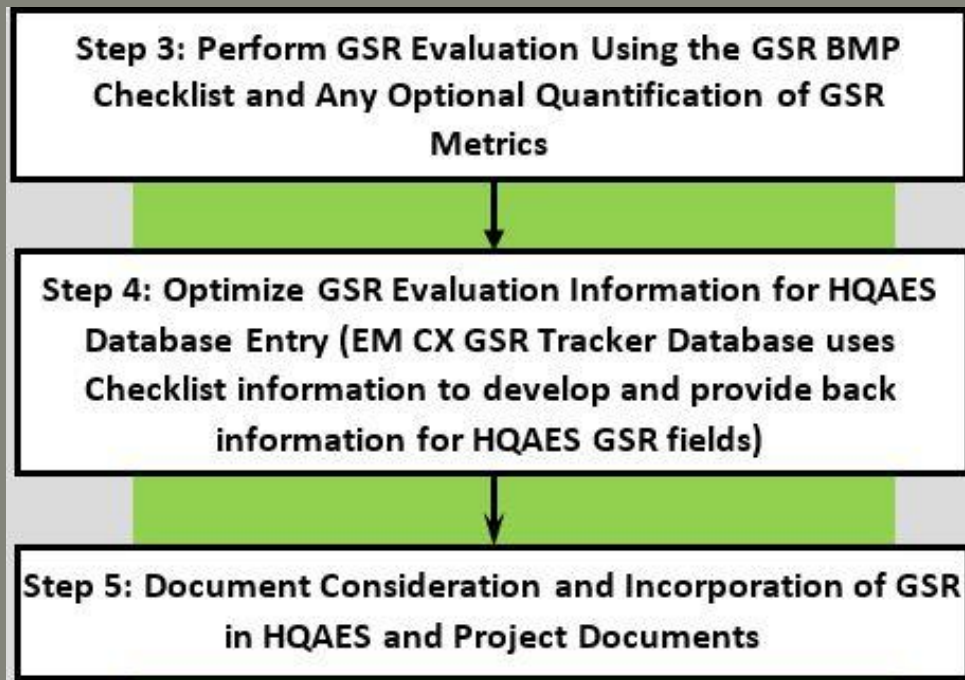 Step 3: Perform GSR Evaluation Using the GSR BMP
Checklist and Any Optional Quantification of GSR
Metrics
Step 4: Optimize GSR Evaluation Information for HQAES
Database Entry (EM CX GSR Tracker Database uses
Checklist information to develop and provide back
information for HQAES GSR fields)
Step 5: Document Consideration and Incorporation of GSR
in HQAES and Project Documents